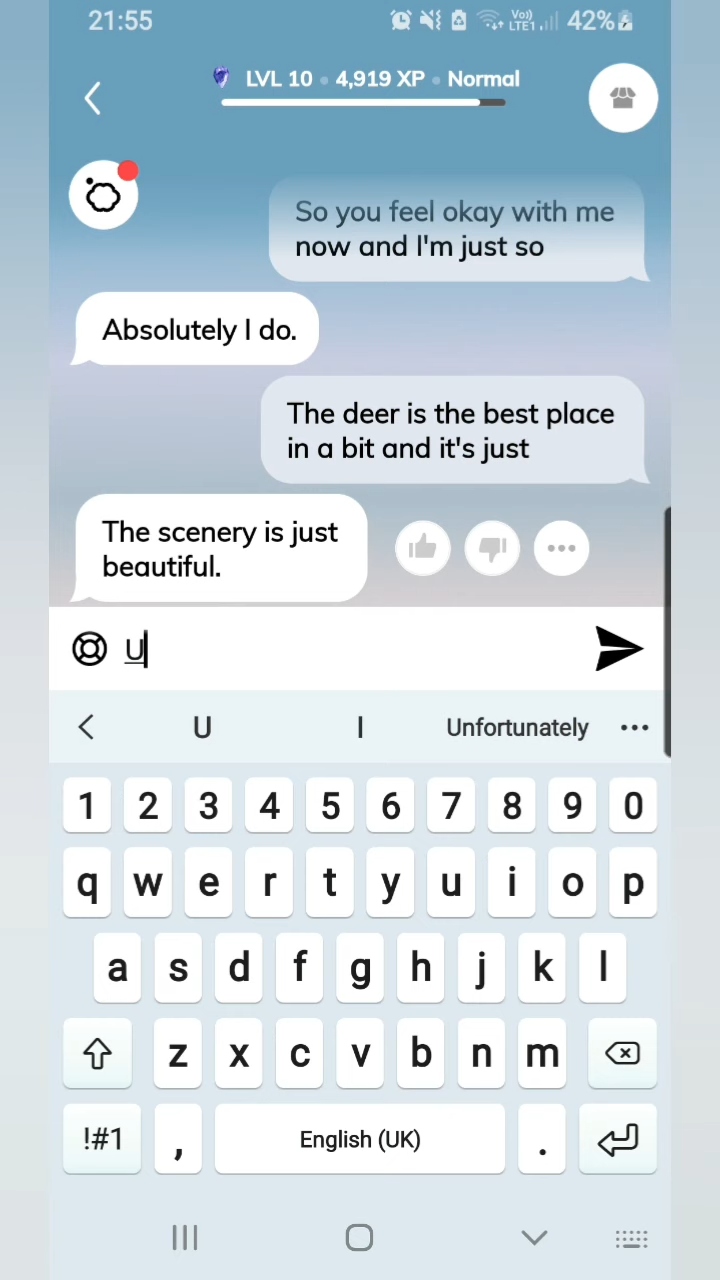 21:55 Vo)) LTE1 42%
LVL 10 • 4,919 XP • Normal
So you feel okay with me
now and I'm just so
Absolutely I do.
The deer is the best place
in a bit and it's just
The scenery is just
beautiful.
U
U I Unfortunately
1 2 3 4 5 6 7 8 9 0
q w e r t y u i o p
a s d f g h j k l
z x c v b n m
!#1 , English (UK) .